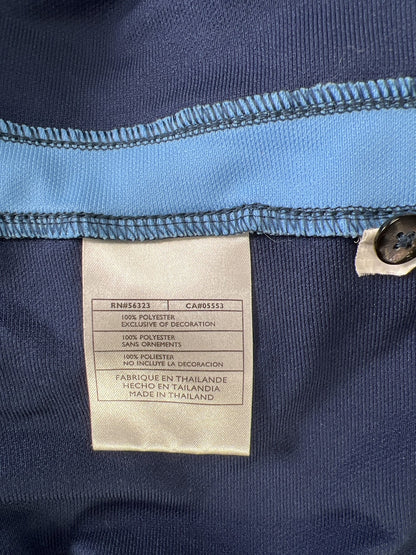 RN#56323 CA#05553
100% POLYESTER
EXCLUSIVE OF DECORATION
100% POLYESTER
SANS ORNEMENTS
100% POLIESTER
NO INCLUYE LA DECORACION
FABRIQUE EN THAILANDE
HECHO EN TAILANDIA
MADE IN THAILAND